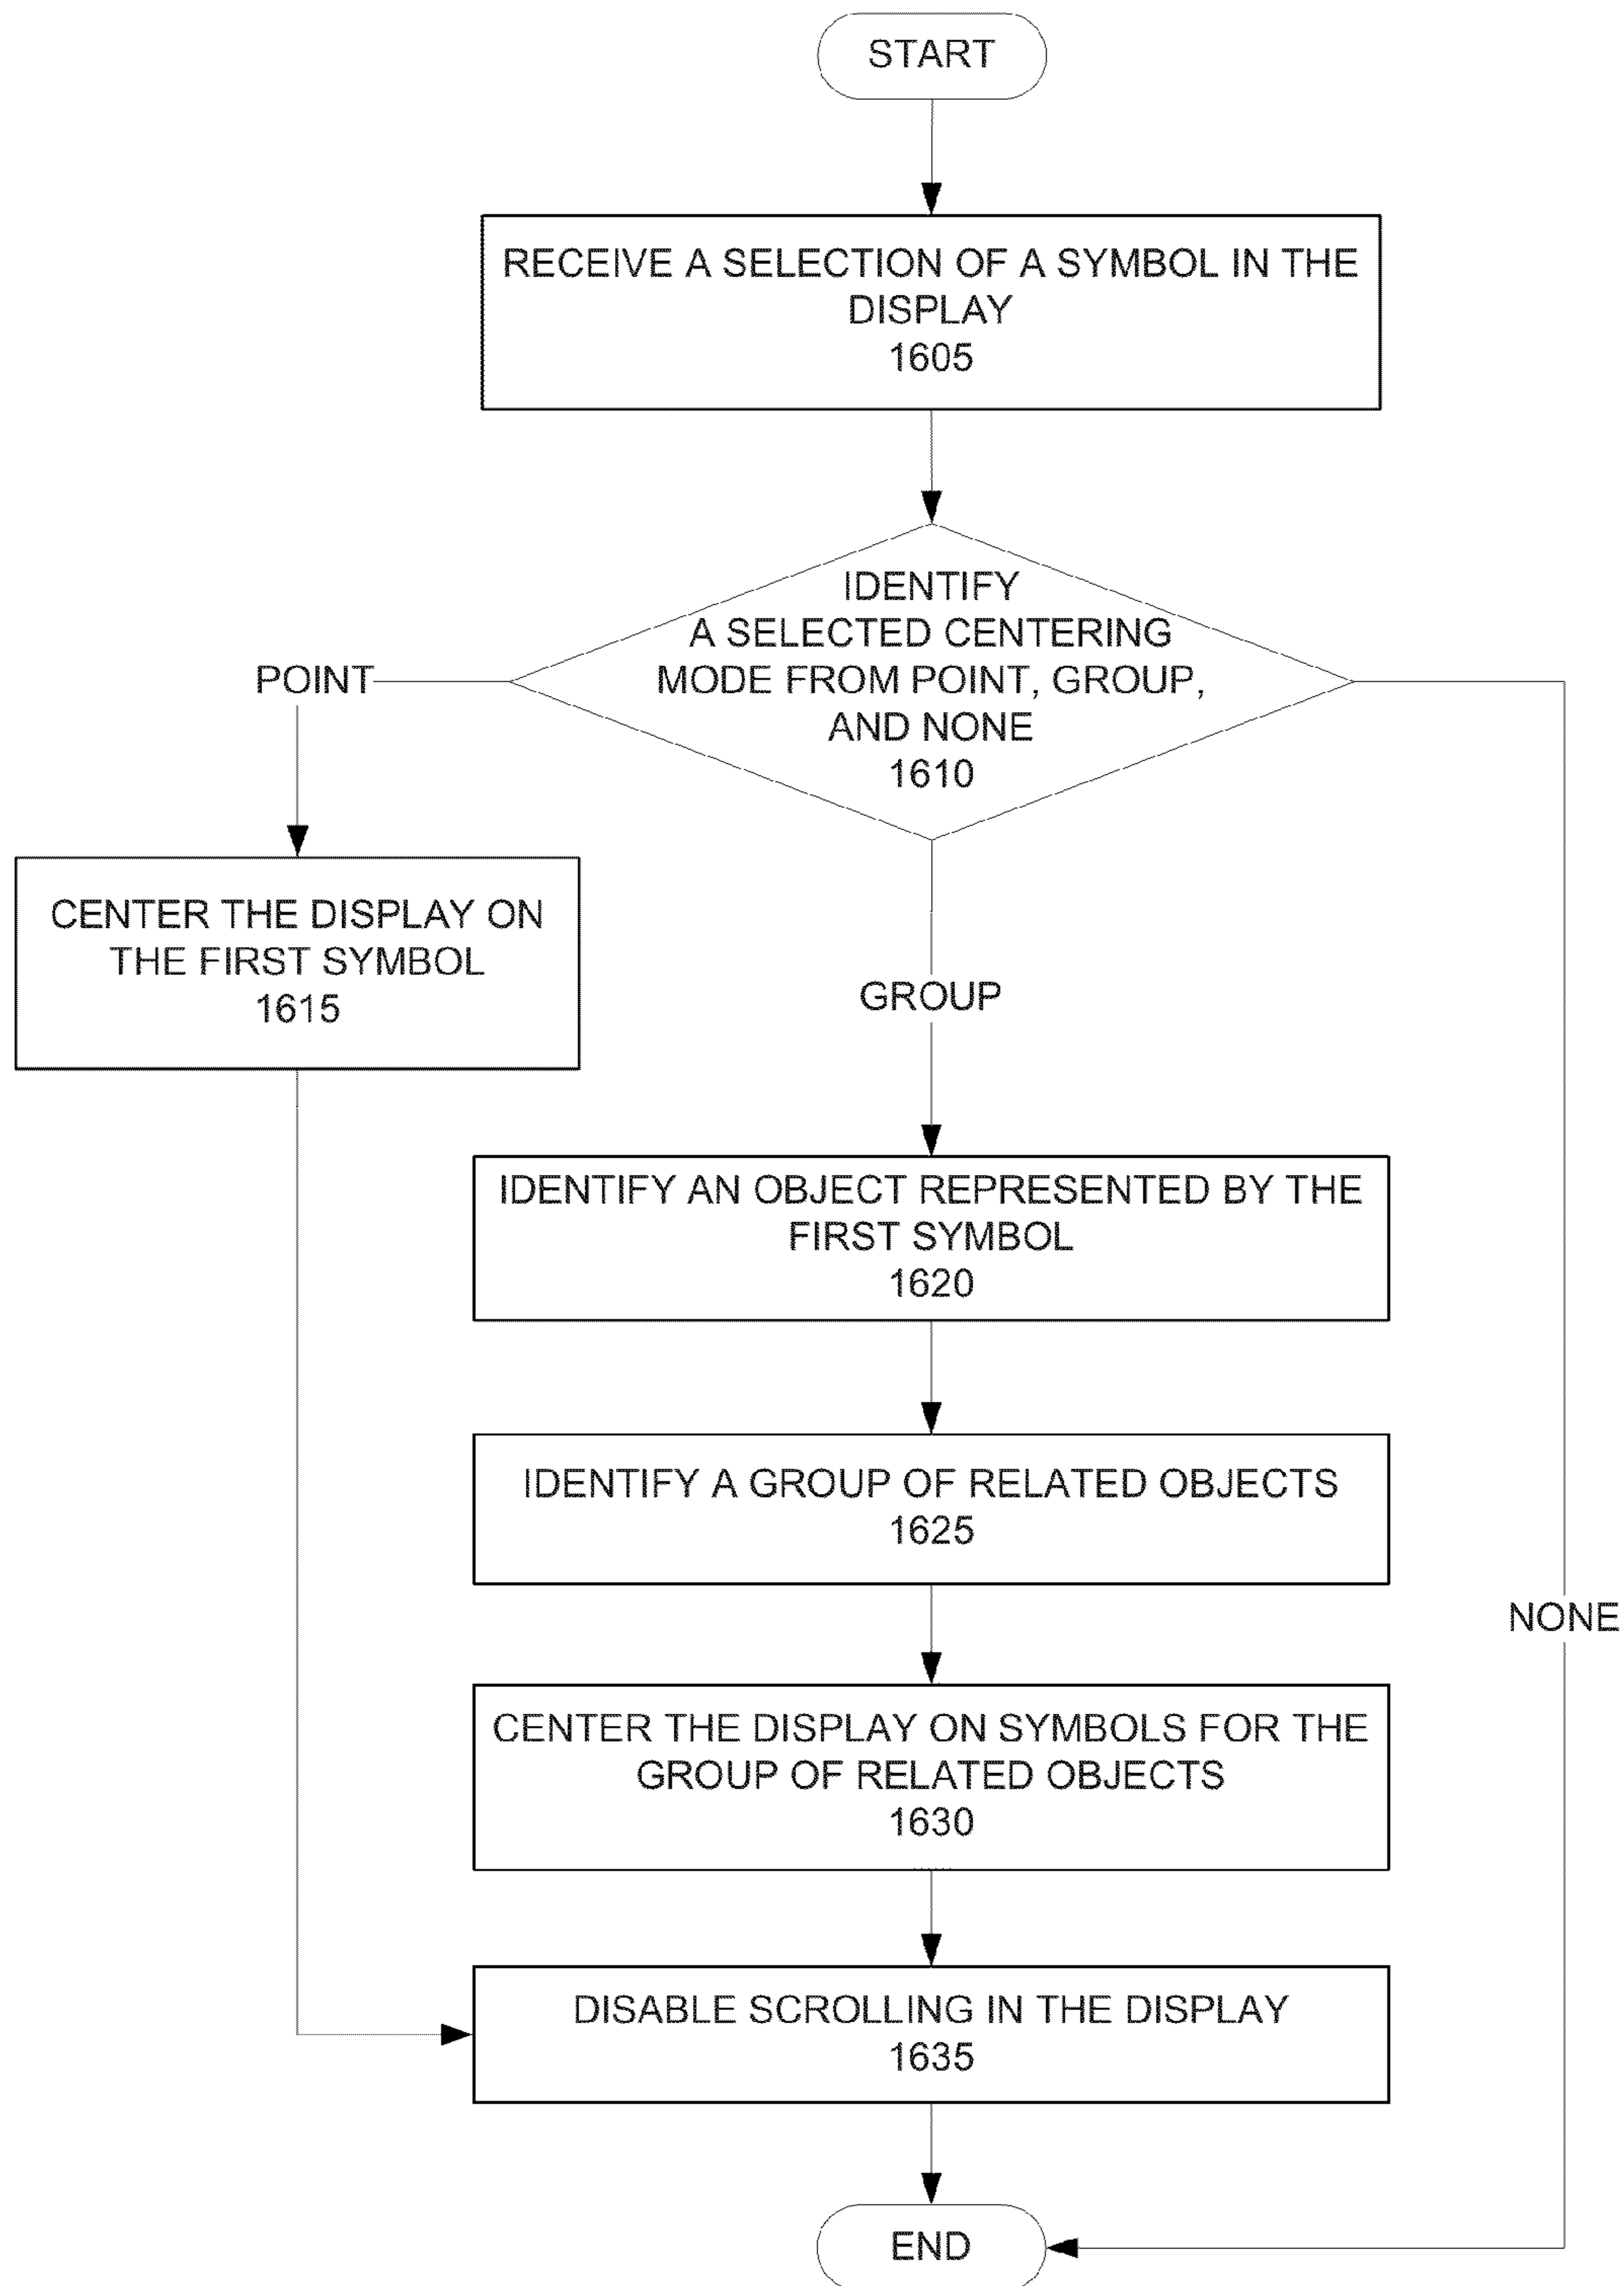 START
RECEIVE A SELECTION OF A SYMBOL IN THE
DISPLAY
1605
IDENTIFY
A SELECTED CENTERING
MODE FROM POINT, GROUP,
AND NONE
1610
POINT
CENTER THE DISPLAY ON
THE FIRST SYMBOL
1615
GROUP
IDENTIFY AN OBJECT REPRESENTED BY THE
FIRST SYMBOL
1620
IDENTIFY A GROUP OF RELATED OBJECTS
1625
NONE
CENTER THE DISPLAY ON SYMBOLS FOR THE
GROUP OF RELATED OBJECTS
1630
DISABLE SCROLLING IN THE DISPLAY
1635
END